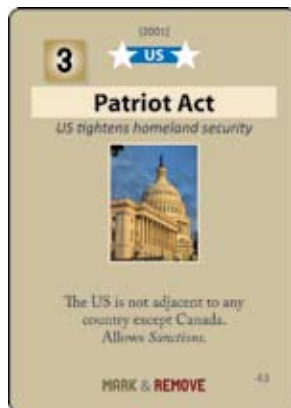 [2001]
3
US
Patriot Act
US tightens homeland security
The US is not adjacent to any
country except Canada.
Allows Sanctions.
MARK & REMOVE